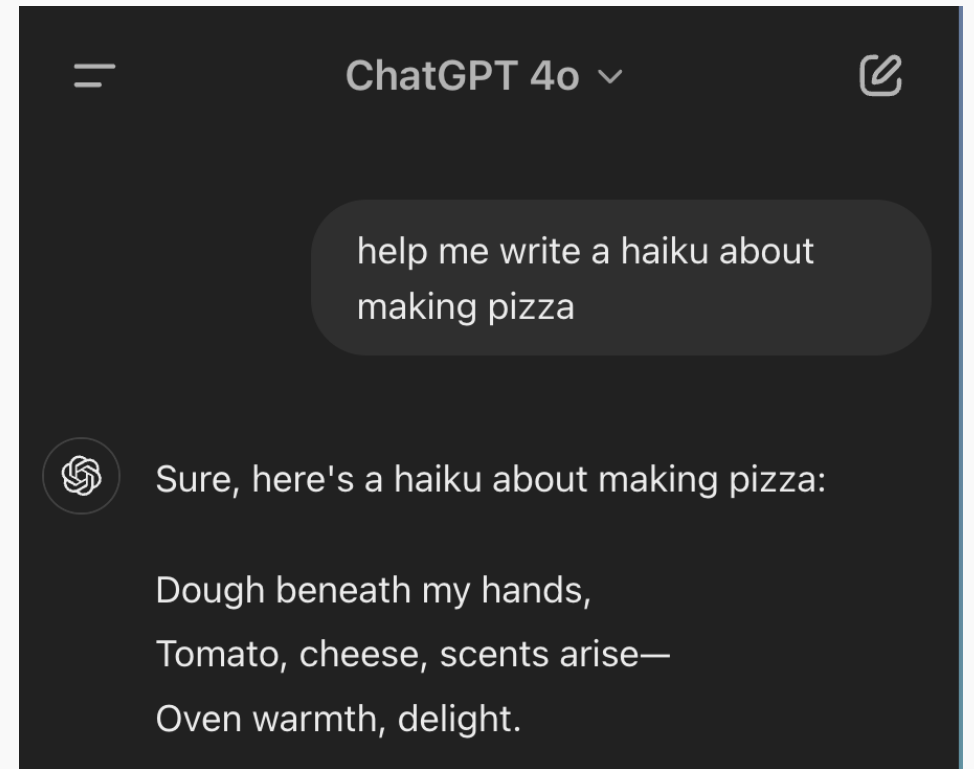 ChatGPT 4o
help me write a haiku about
making pizza
Sure, here's a haiku about making pizza:
Dough beneath my hands,
Tomato, cheese, scents arise—
Oven warmth, delight.